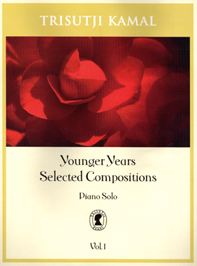 TRISUTJI KAMAL
Younger Years
Selected Compositions
Piano Solo
Vol. 1